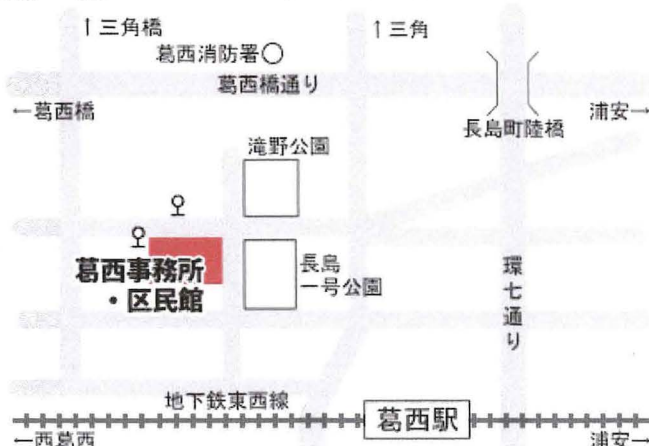 ↑三角橋
↑三角
葛西消防署○
葛西橋通り
←葛西橋
長島町陸橋
浦安→
滝野公園
葛西事務所
・区民館
長島
一号公園
環七通り
地下鉄東西線
葛西駅
←西葛西
浦安→